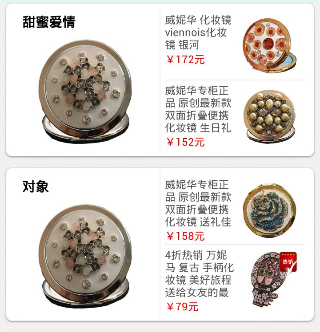 甜蜜爱情
威妮华 化妆镜
viennois化妆
镜 银河
￥172元
威妮华专柜正
品 原创最新款
双面折叠便携
化妆镜 生日礼
￥152元
对象
威妮华专柜正
品 原创最新款
双面折叠便携
化妆镜 送礼佳
￥158元
4折热销 万妮
马 复古 手柄化
妆镜 美好旅程
送给女友的最
￥79元